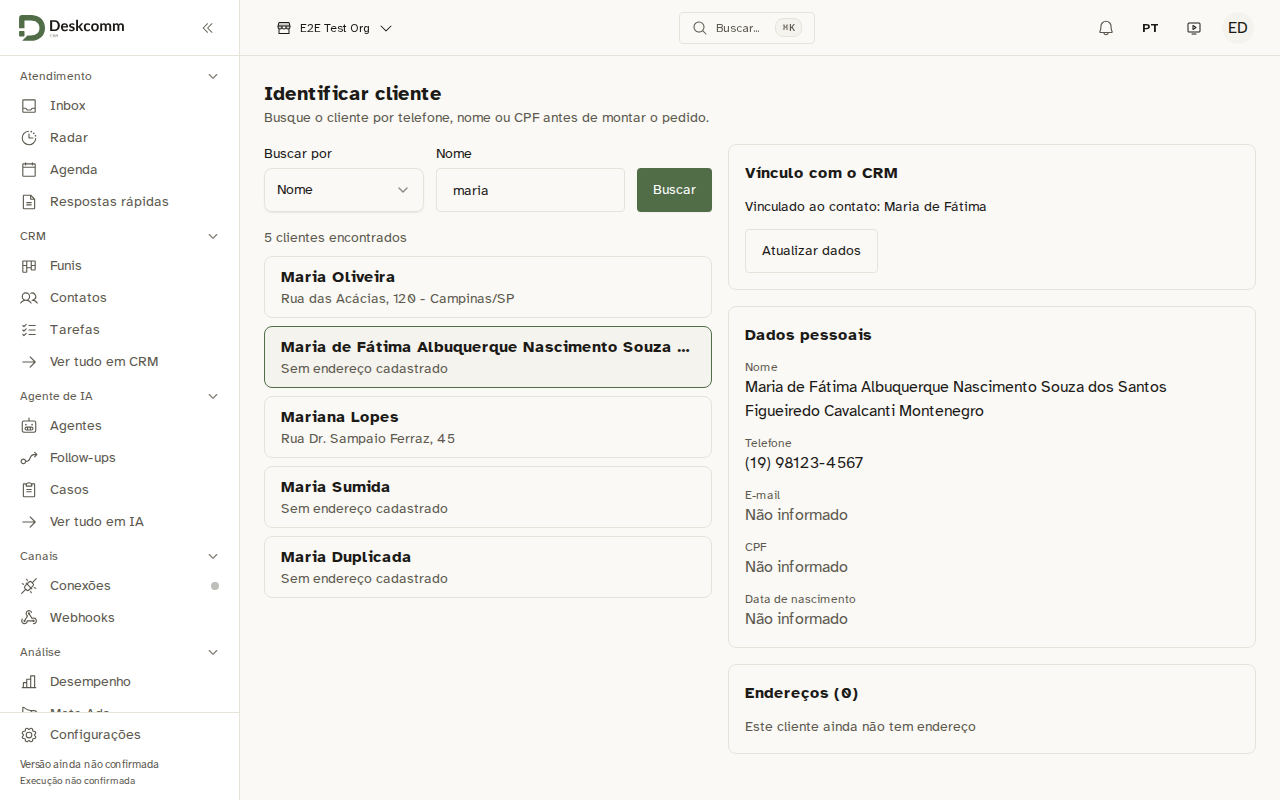 Deskcomm
E2E Test Org
Buscar...
⌘K
PT
ED
Atendimento
Inbox
Radar
Agenda
Respostas rápidas
CRM
Funis
Contatos
Tarefas
Ver tudo em CRM
Agente de IA
Agentes
Follow-ups
Casos
Ver tudo em IA
Canais
Conexões
Webhooks
Análise
Desempenho
Configurações
Versão ainda não confirmada
Execução não confirmada
Identificar cliente
Busque o cliente por telefone, nome ou CPF antes de montar o pedido.
Buscar por
Nome
Nome
maria
Buscar
5 clientes encontrados
Maria Oliveira
Rua das Acácias, 120 - Campinas/SP
Maria de Fátima Albuquerque Nascimento Souza ...
Sem endereço cadastrado
Mariana Lopes
Rua Dr. Sampaio Ferraz, 45
Maria Sumida
Sem endereço cadastrado
Maria Duplicada
Sem endereço cadastrado
Vínculo com o CRM
Vinculado ao contato: Maria de Fátima
Atualizar dados
Dados pessoais
Nome
Maria de Fátima Albuquerque Nascimento Souza dos Santos
Figueiredo Cavalcanti Montenegro
Telefone
(19) 98123-4567
E-mail
Não informado
CPF
Não informado
Data de nascimento
Não informado
Endereços (0)
Este cliente ainda não tem endereço